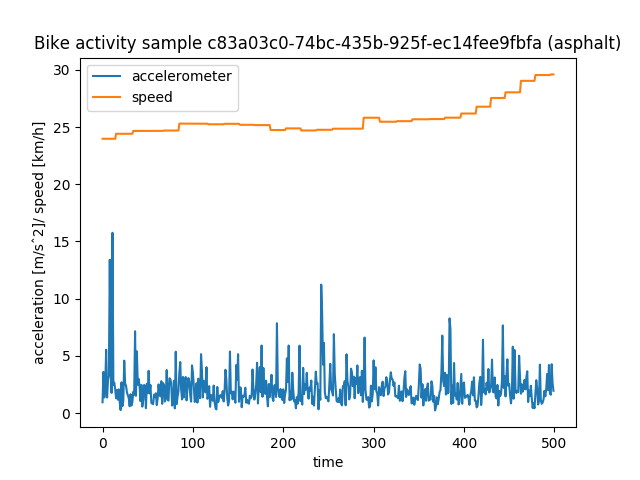 Bike activity sample c83a03c0-74bc-435b-925f-ec14fee9fbfa (asphalt)
accelerometer
speed
acceleration [m/s^2]/ speed [km/h]
30
25
20
15
10
5
0
0 100 200 300 400 500
time